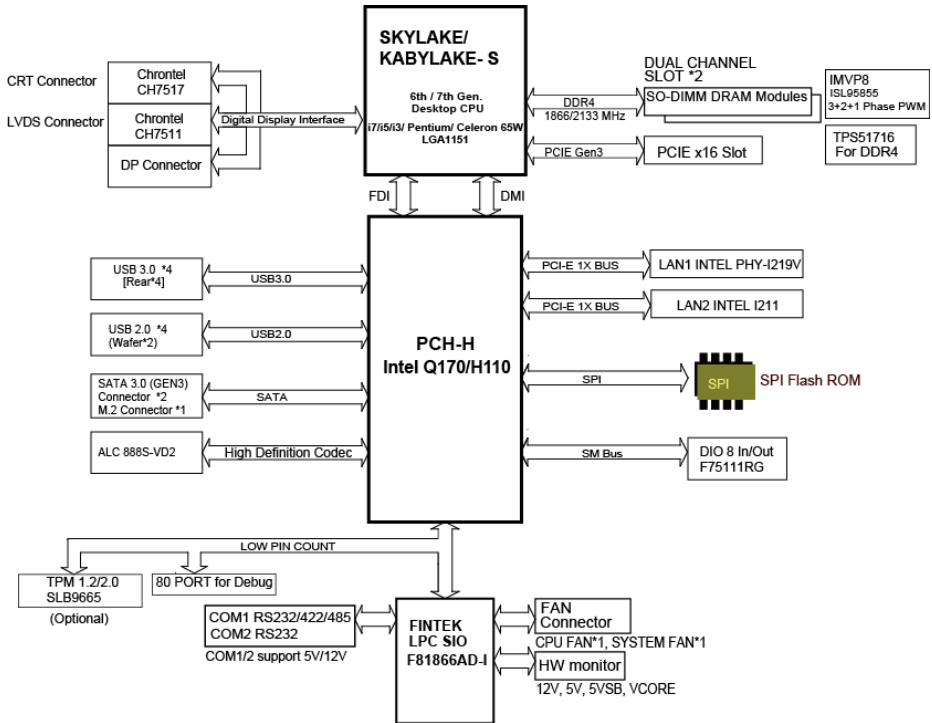 SKYLAKE/
KABYLAKE- S
6th / 7th Gen.
Desktop CPU
i7/i5/i3/ Pentium/ Celeron 65W
LGA1151
CRT Connector
Chrontel
CH7517
LVDS Connector
Chrontel
CH7511
DP Connector
Digital Display Interface
DUAL CHANNEL
SLOT *2
DDR4
1866/2133 MHz
SO-DIMM DRAM Modules
PCIE Gen3
PCIE x16 Slot
IMVP8
ISL95855
3+2+1 Phase PWM
TPS51716
For DDR4
FDI
DMI
PCH-H
Intel Q170/H110
USB 3.0 *4
[Rear*4]
USB3.0
USB 2.0 *4
(Wafer*2)
USB2.0
SATA 3.0 (GEN3)
Connector *2
M.2 Connector *1
SATA
ALC 888S-VD2
High Definition Codec
PCI-E 1X BUS
LAN1 INTEL PHY-I219V
PCI-E 1X BUS
LAN2 INTEL I211
SPI
SPI
SPI Flash ROM
SM Bus
DIO 8 In/Out
F75111RG
LOW PIN COUNT
TPM 1.2/2.0
SLB9665
(Optional)
80 PORT for Debug
COM1 RS232/422/485
COM2 RS232
COM1/2 support 5V/12V
FINTEK
LPC SIO
F81866AD-I
FAN
Connector
CPU FAN*1, SYSTEM FAN*1
HW monitor
12V, 5V, 5VSB, VCORE